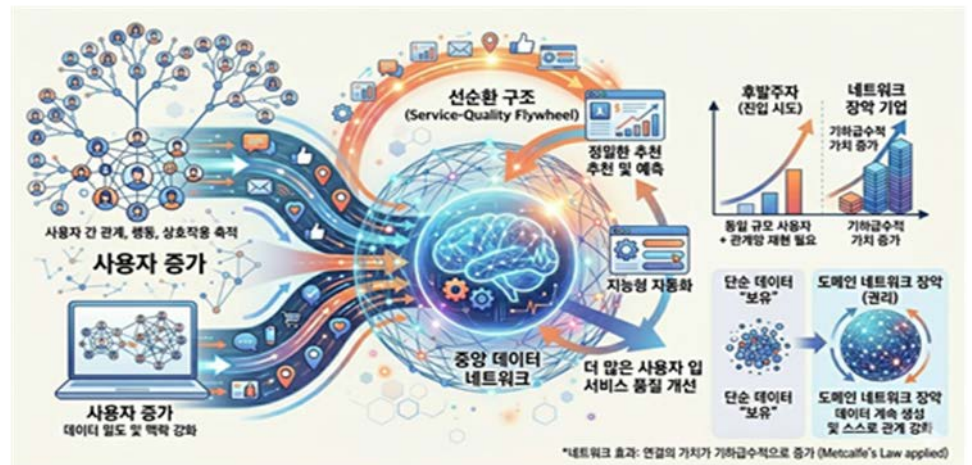 사용자 간 관계, 행동, 상호작용 축적
사용자 증가
사용자 증가
데이터 밀도 및 맥락 강화
선순환 구조
(Service-Quality Flywheel)
중앙 데이터
네트워크
정밀한 추천
추천 및 예측
지능형 자동화
더 많은 사용자 입
서비스 품질 개선
후발주자
(진입 시도)
동일 규모 사용자
+ 관계망 재현 필요
네트워크
장악 기업
기하급수적
가치 증가
기하급수적
가치 증가
단순 데이터
"보유"
단순 데이터
"보유"
도메인 네트워크 장악
(권리)
도메인 네트워크 장악
데이터 계속 생성
및 스스로 관계 강화
*네트워크 효과: 연결의 가치가 기하급수적으로 증가 (Metcalfe's Law applied)